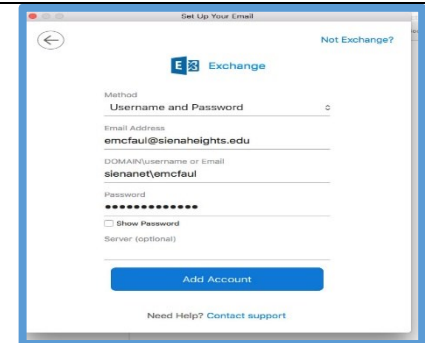 Set Up Your Email
Not Exchange?
Exchange
Method
Username and Password
Email Address
emcfaul@sienaheights.edu
DOMAIN\username or Email
sienanet\emcfaul
Password
•••••••••••••
Show Password
Server (optional)
Add Account
Need Help? Contact support